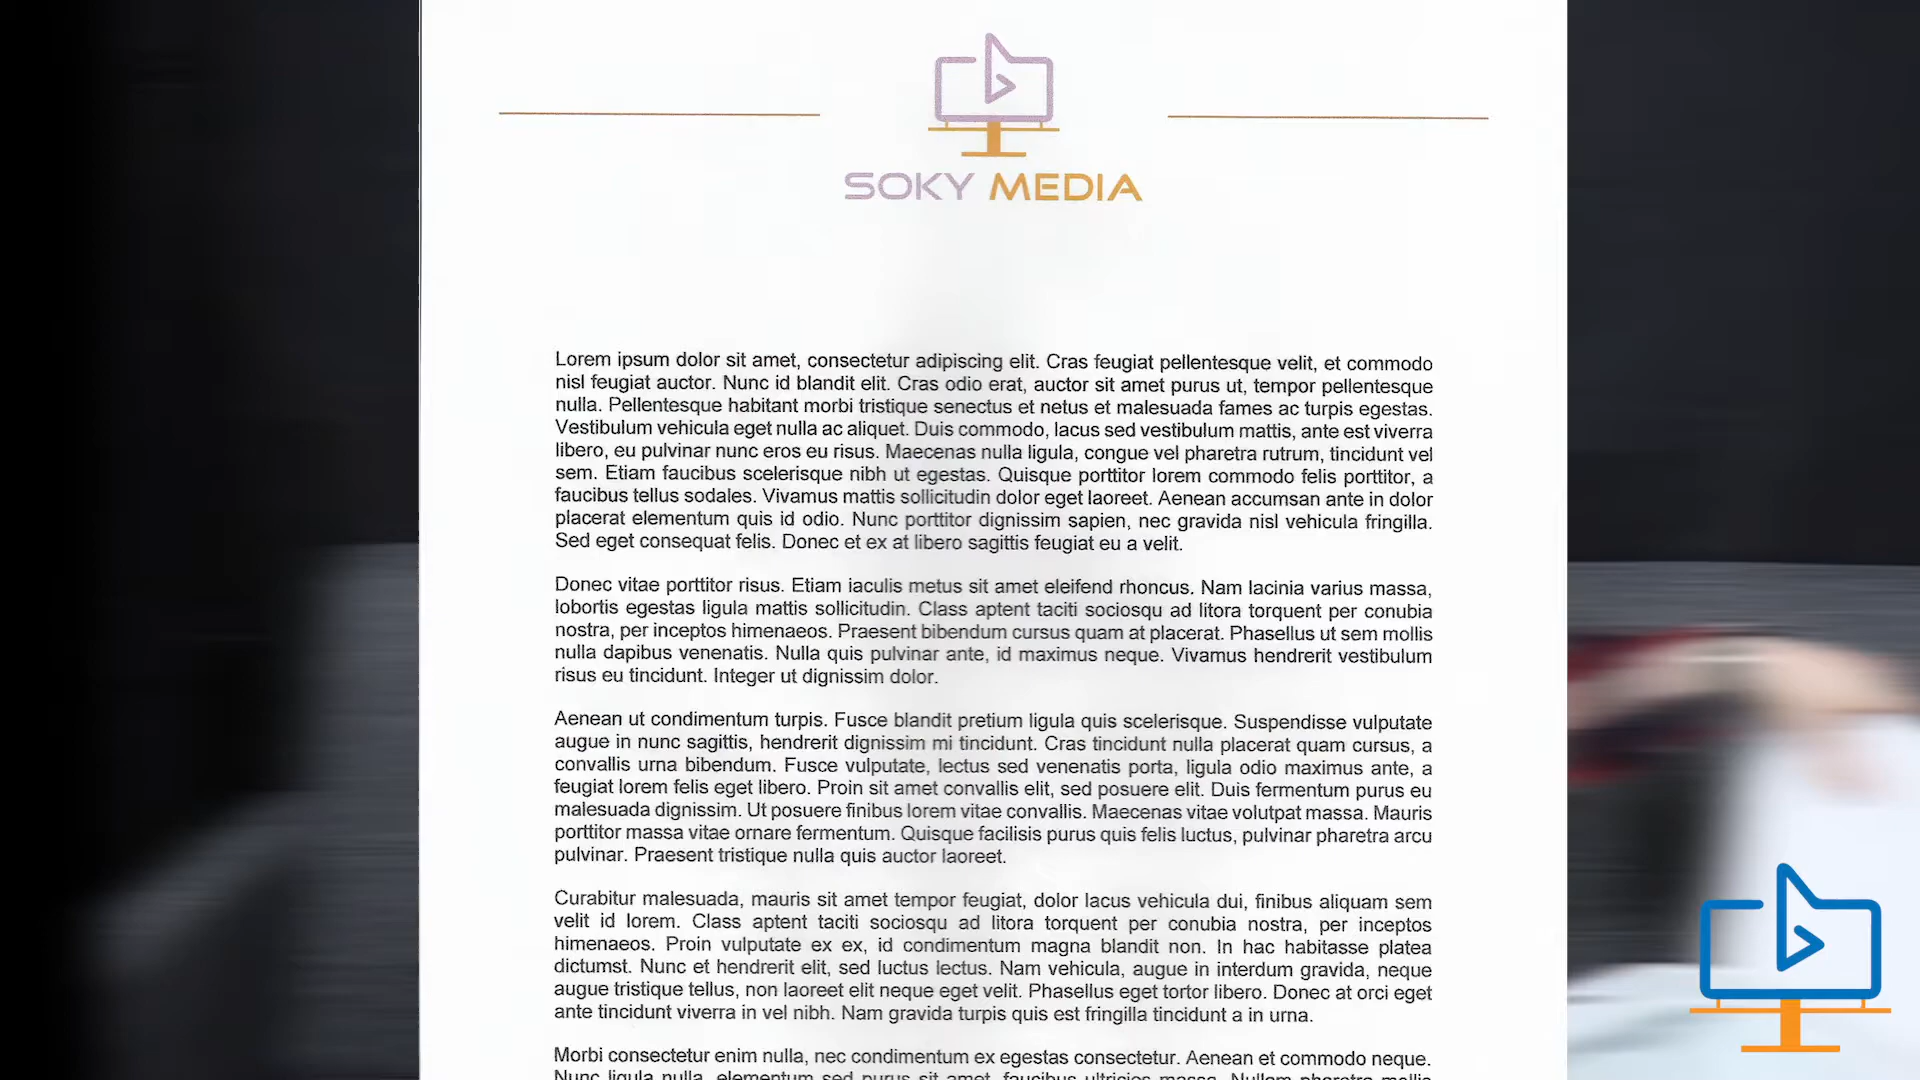 SOKY MEDIA
Lorem ipsum dolor sit amet, consectetur adipiscing elit. Cras feugiat pellentesque velit, et commodo
nisl feugiat auctor. Nunc id blandit elit. Cras odio erat, auctor sit amet purus ut, tempor pellentesque
nulla. Pellentesque habitant morbi tristique senectus et netus et malesuada fames ac turpis egestas.
Vestibulum vehicula eget nulla ac aliquet. Duis commodo, lacus sed vestibulum mattis, ante est viverra
libero, eu pulvinar nunc eros eu risus. Maecenas nulla ligula, congue vel pharetra rutrum, tincidunt vel
sem. Etiam faucibus scelerisque nibh ut egestas. Quisque porttitor lorem commodo felis porttitor, a
faucibus tellus sodales. Vivamus mattis sollicitudin dolor eget laoreet. Aenean accumsan ante in dolor
placerat elementum quis id odio. Nunc porttitor dignissim sapien, nec gravida nisl vehicula fringilla.
Sed eget consequat felis. Donec et ex at libero sagittis feugiat eu a velit.
Donec vitae porttitor risus. Etiam iaculis metus sit amet eleifend rhoncus. Nam lacinia varius massa,
lobortis egestas ligula mattis sollicitudin. Class aptent taciti sociosqu ad litora torquent per conubia
nostra, per inceptos himenaeos. Praesent bibendum cursus quam at placerat. Phasellus ut sem mollis
nulla dapibus venenatis. Nulla quis pulvinar ante, id maximus neque. Vivamus hendrerit vestibulum
risus eu tincidunt. Integer ut dignissim dolor.
Aenean ut condimentum turpis. Fusce blandit pretium ligula quis scelerisque. Suspendisse vulputate
augue in nunc sagittis, hendrerit dignissim mi tincidunt. Cras tincidunt nulla placerat quam cursus, a
convallis urna bibendum. Fusce vulputate, lectus sed venenatis porta, ligula odio maximus ante, a
feugiat lorem felis eget libero. Proin sit amet convallis elit, sed posuere elit. Duis fermentum purus eu
malesuada dignissim. Ut posuere finibus lorem vitae convallis. Maecenas vitae volutpat massa. Mauris
porttitor massa vitae ornare fermentum. Quisque facilisis purus quis felis luctus, pulvinar pharetra arcu
pulvinar. Praesent tristique nulla quis auctor laoreet.
Curabitur malesuada, mauris sit amet tempor feugiat, dolor lacus vehicula dui, finibus aliquam sem
velit id lorem. Class aptent taciti sociosqu ad litora torquent per conubia nostra, per inceptos
himenaeos. Proin vulputate ex ex, id condimentum magna blandit non. In hac habitasse platea
dictumst. Nunc et hendrerit elit, sed luctus lectus. Nam vehicula, augue in interdum gravida, neque
augue tristique tellus, non laoreet elit neque eget velit. Phasellus eget tortor libero. Donec at orci eget
ante tincidunt viverra in vel nibh. Nam gravida turpis quis est fringilla tincidunt a in urna.
Morbi consectetur enim nulla, nec condimentum ex egestas consectetur. Aenean et commodo neque.
Nunc ligula nulla, elementum sed purus sit amet, faucibus ultricies massa. Nullam pharetra mollis